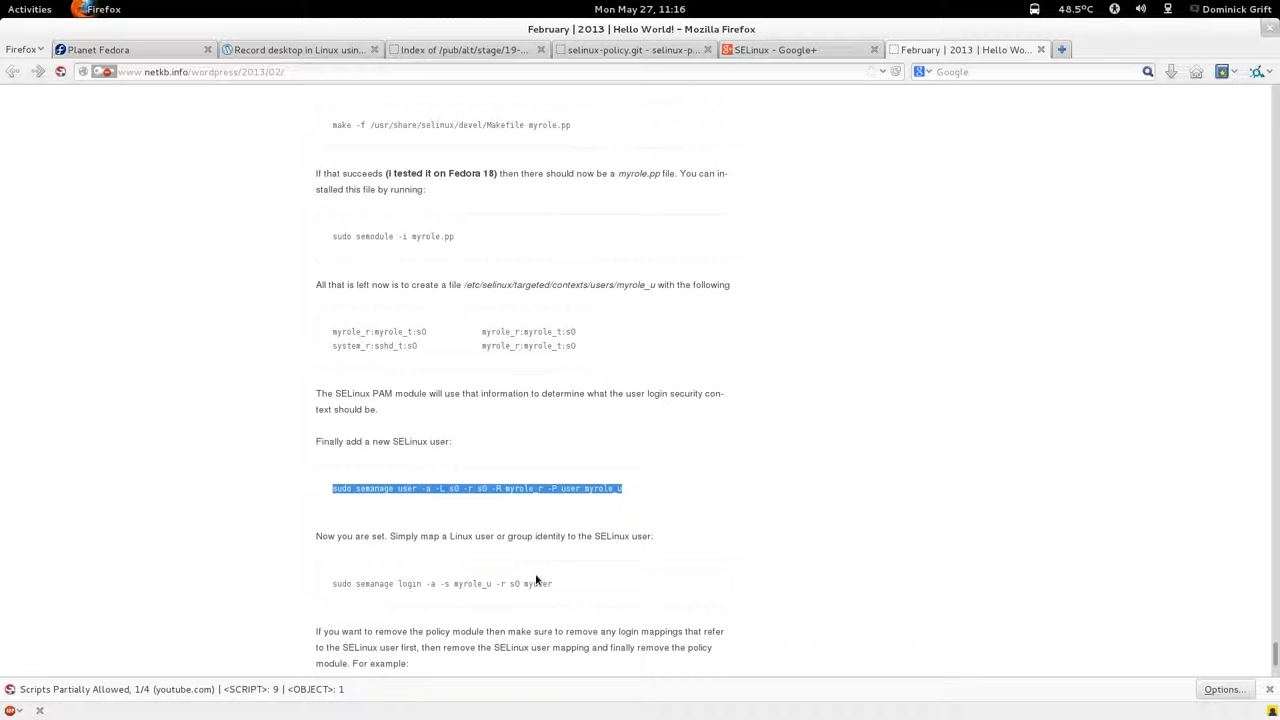 Activities
Firefox
Mon May 27, 11:16
48.5°C
Dominick Grift
February | 2013 | Hello World! – Mozilla Firefox
Firefox
Planet Fedora
Record desktop in Linux usin...
Index of /pub/alt/stage/19-...
selinux-policy.git - selinux-p...
SELinux - Google+
February | 2013 | Hello Wo...
www.netkb.info/wordpress/2013/02/
Google
make -f /usr/share/selinux/devel/Makefile myrole.pp
If that succeeds (i tested it on Fedora 18) then there should now be a myrole.pp file. You can in-
stalled this file by running:
sudo semodule -i myrole.pp
All that is left now is to create a file /etc/selinux/targeted/contexts/users/myrole_u with the following
myrole_r:myrole_t:s0 myrole_r:myrole_t:s0
system_r:sshd_t:s0 myrole_r:myrole_t:s0
The SELinux PAM module will use that information to determine what the user login security con-
text should be.
Finally add a new SELinux user:
sudo semanage user -a -L s0 -r s0 -R myrole_r -P user myrole_u
Now you are set. Simply map a Linux user or group identity to the SELinux user:
sudo semanage login -a -s myrole_u -r s0 myuser
If you want to remove the policy module then make sure to remove any login mappings that refer
to the SELinux user first, then remove the SELinux user mapping and finally remove the policy
module. For example:
Scripts Partially Allowed, 1/4 (youtube.com) | <SCRIPT>: 9 | <OBJECT>: 1
Options...